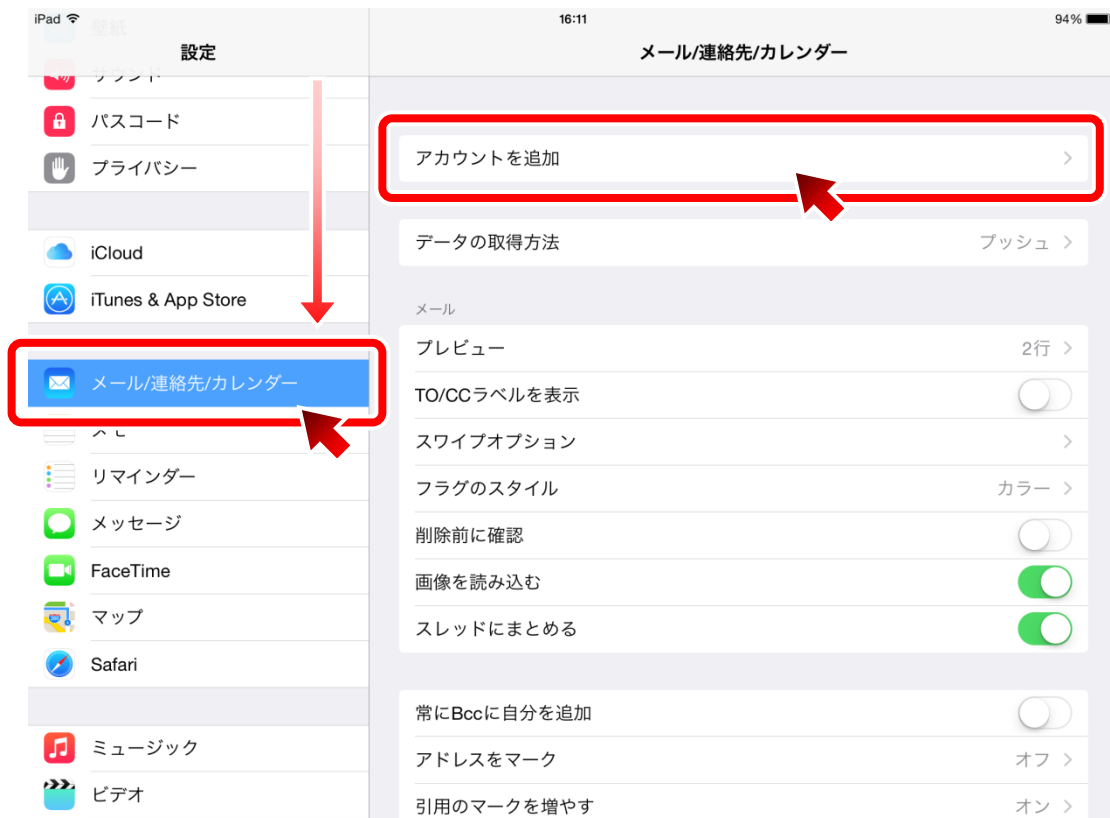 iPad 16:11 94%
壁紙
設定
メール/連絡先/カレンダー
サウンド
パスコード
プライバシー
iCloud
iTunes & App Store
メール/連絡先/カレンダー
メモ
リマインダー
メッセージ
FaceTime
マップ
Safari
ミュージック
ビデオ
アカウントを追加
データの取得方法 プッシュ
メール
プレビュー 2行
TO/CCラベルを表示
スワイプオプション
フラグのスタイル カラー
削除前に確認
画像を読み込む
スレッドにまとめる
常にBccに自分を追加
アドレスをマーク オフ
引用のマークを増やす オン